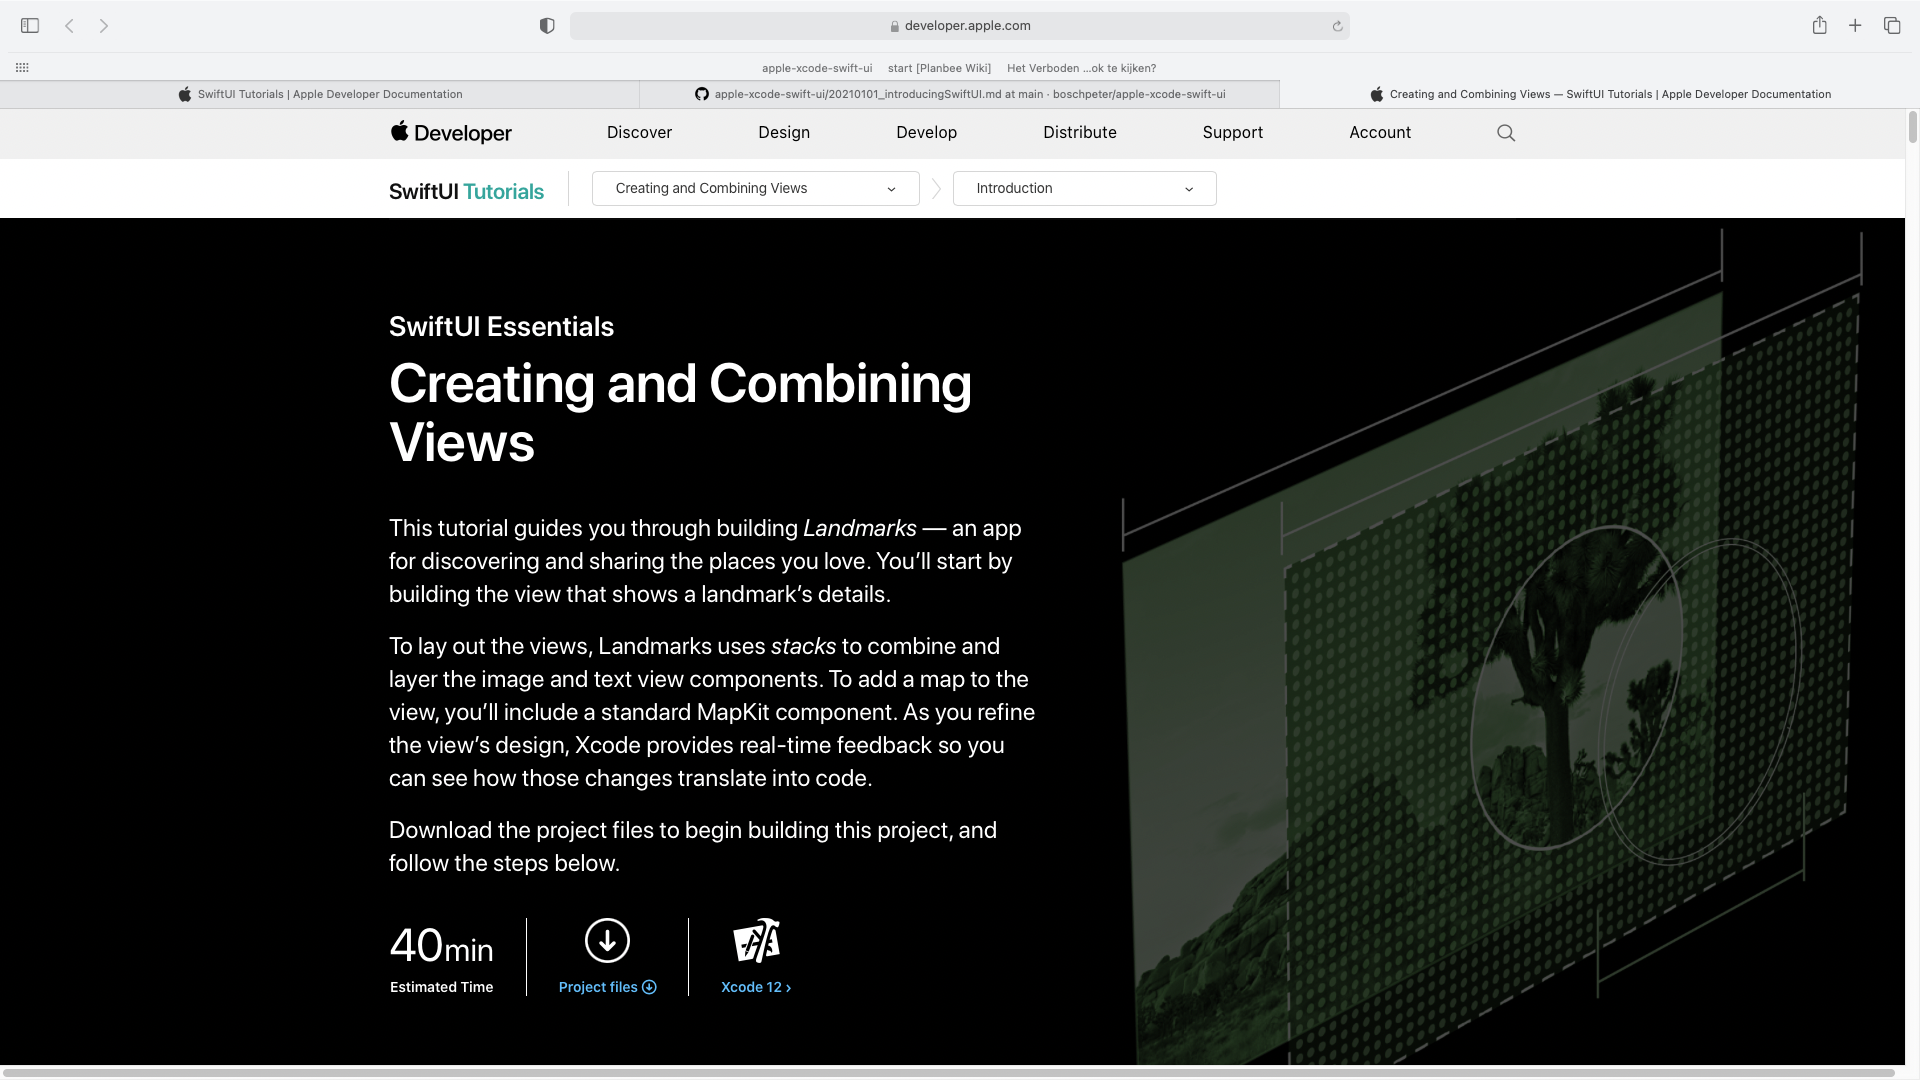 developer.apple.com
apple-xcode-swift-ui start [Planbee Wiki] Het Verboden ...ok te kijken?
SwiftUI Tutorials | Apple Developer Documentation
apple-xcode-swift-ui/20210101_introducingSwiftUI.md at main · boschpeter/apple-xcode-swift-ui
Creating and Combining Views — SwiftUI Tutorials | Apple Developer Documentation
Developer Discover Design Develop Distribute Support Account
SwiftUI Tutorials Creating and Combining Views Introduction
SwiftUI Essentials
Creating and Combining
Views
This tutorial guides you through building Landmarks — an app
for discovering and sharing the places you love. You’ll start by
building the view that shows a landmark’s details.
To lay out the views, Landmarks uses stacks to combine and
layer the image and text view components. To add a map to the
view, you’ll include a standard MapKit component. As you refine
the view’s design, Xcode provides real-time feedback so you
can see how those changes translate into code.
Download the project files to begin building this project, and
follow the steps below.
40min
Estimated Time Project files Xcode 12 ›